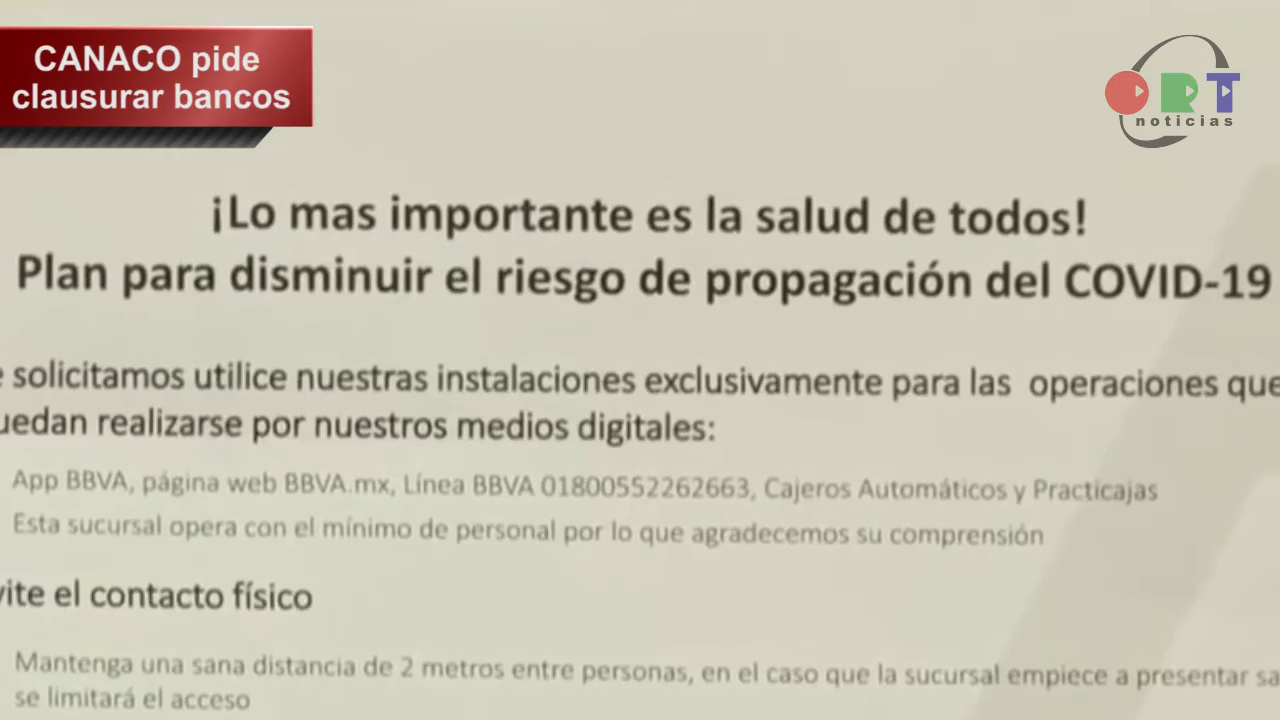 CANACO pide
clausurar bancos
ORT
noticias
¡Lo mas importante es la salud de todos!
Plan para disminuir el riesgo de propagación del COVID-19
solicitamos utilice nuestras instalaciones exclusivamente para las operaciones que
realizarse por nuestros medios digitales:
App BBVA, página web BBVA.mx, Línea BBVA 01800552262663, Cajeros Automáticos y Practicajas
Esta sucursal opera con el mínimo de personal por lo que agradecemos su comprensión
el contacto físico
Mantenga una sana distancia de 2 metros entre personas, en el caso que la sucursal empiece a presentar
se limitará el acceso